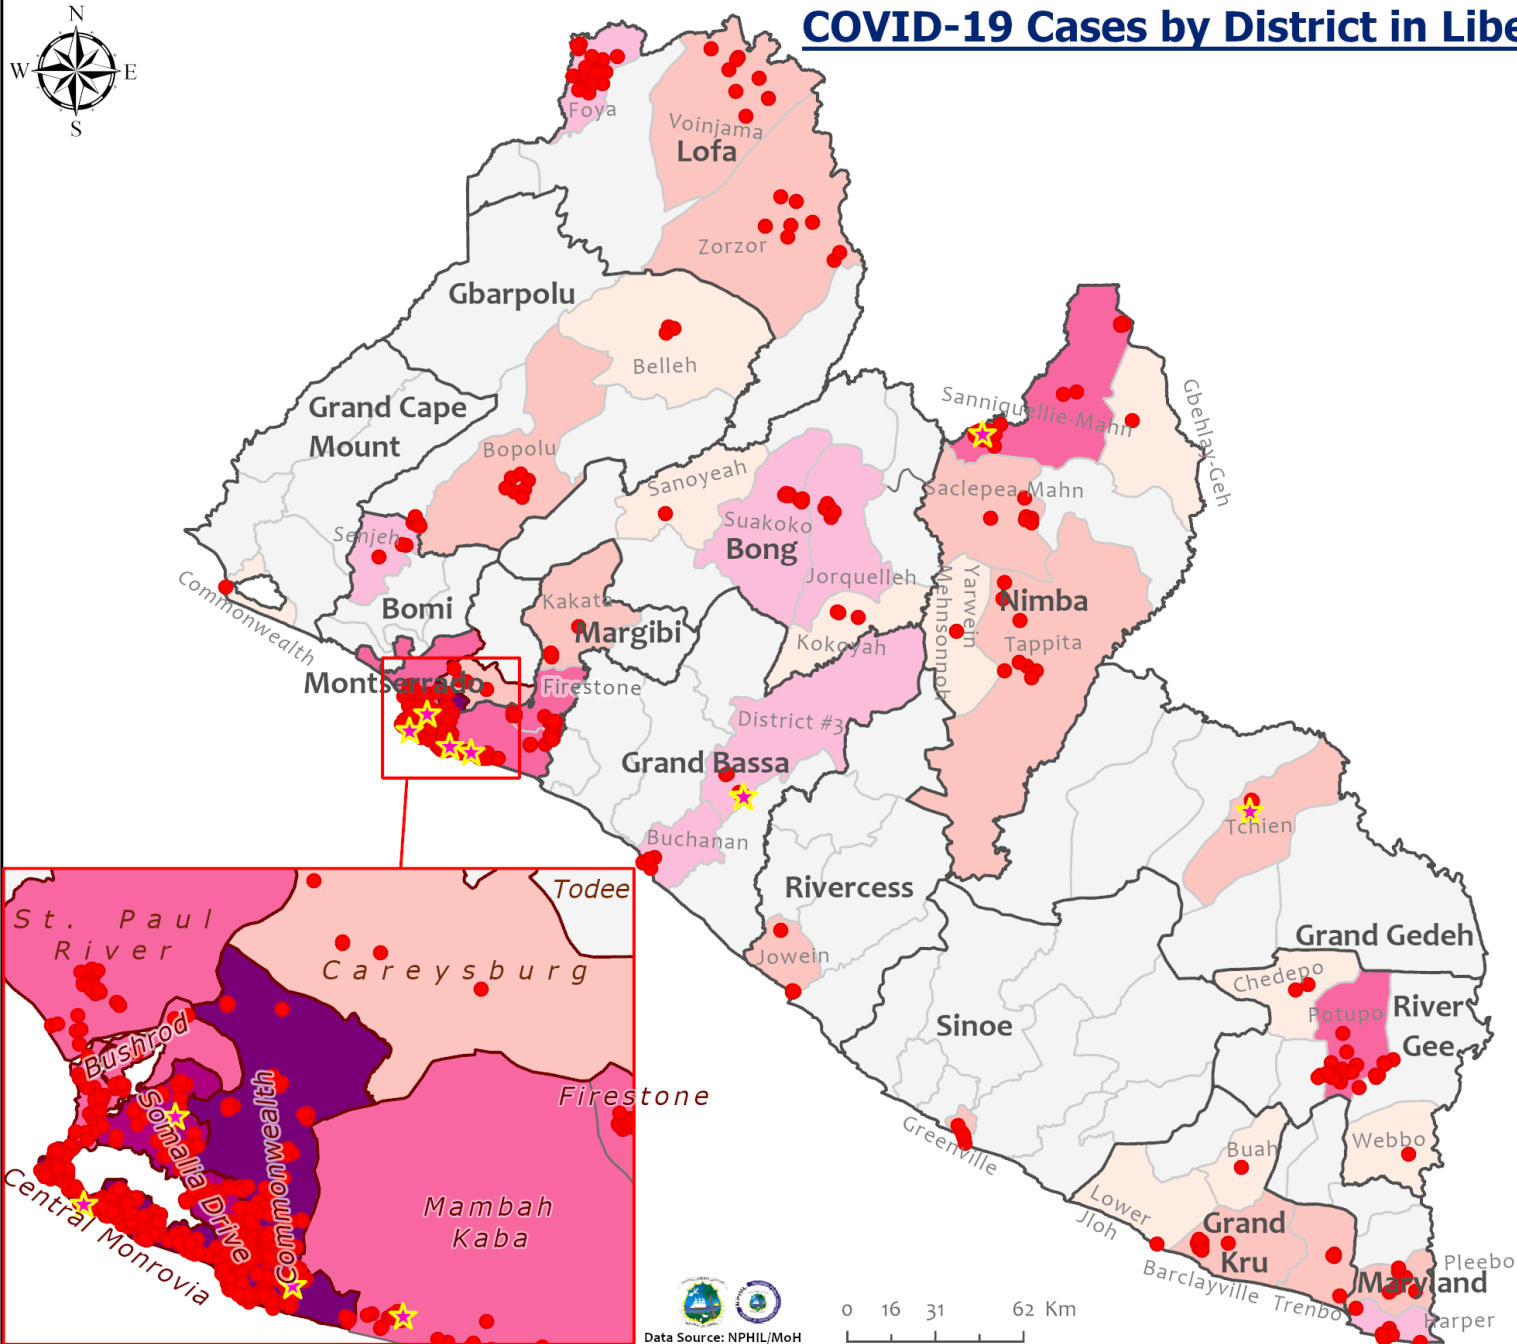 COVID-19 Cases by District in Libe
N
W
E
S
Foya
Voinjama
Lofa
Zorzor
Gbarpolu
Belleh
Grand Cape
Mount
Bopolu
Sanniquellie-Mahn
Gbehlay-Geh
Sanoyeah
Saclepea-Mahn
Suakoko
Bong
Senjeh
Jorquelleh
Commonwealth
Bomi
Kakata
Margibi
Kokoyah
Yarwein
Mehnsonnoh
Nimba
Tappita
Montserrado
Firestone
District #3
Grand Bassa
Tchien
Buchanan
Rivercess
Jowein
Grand Gedeh
Chedepo
Potupo
River
Gee
Sinoe
Greenville
Buah
Webbo
Lower
Jloh
Grand
Kru
Barclayville
Trenbo
Pleebo
Maryland
Harper
Todee
St. Paul
River
Careysburg
Bushrod
Somalia Drive
Commonwealth
Firestone
Mambah
Kaba
Central Monrovia
0 16 31 62 Km
Data Source: NPHIL/MoH